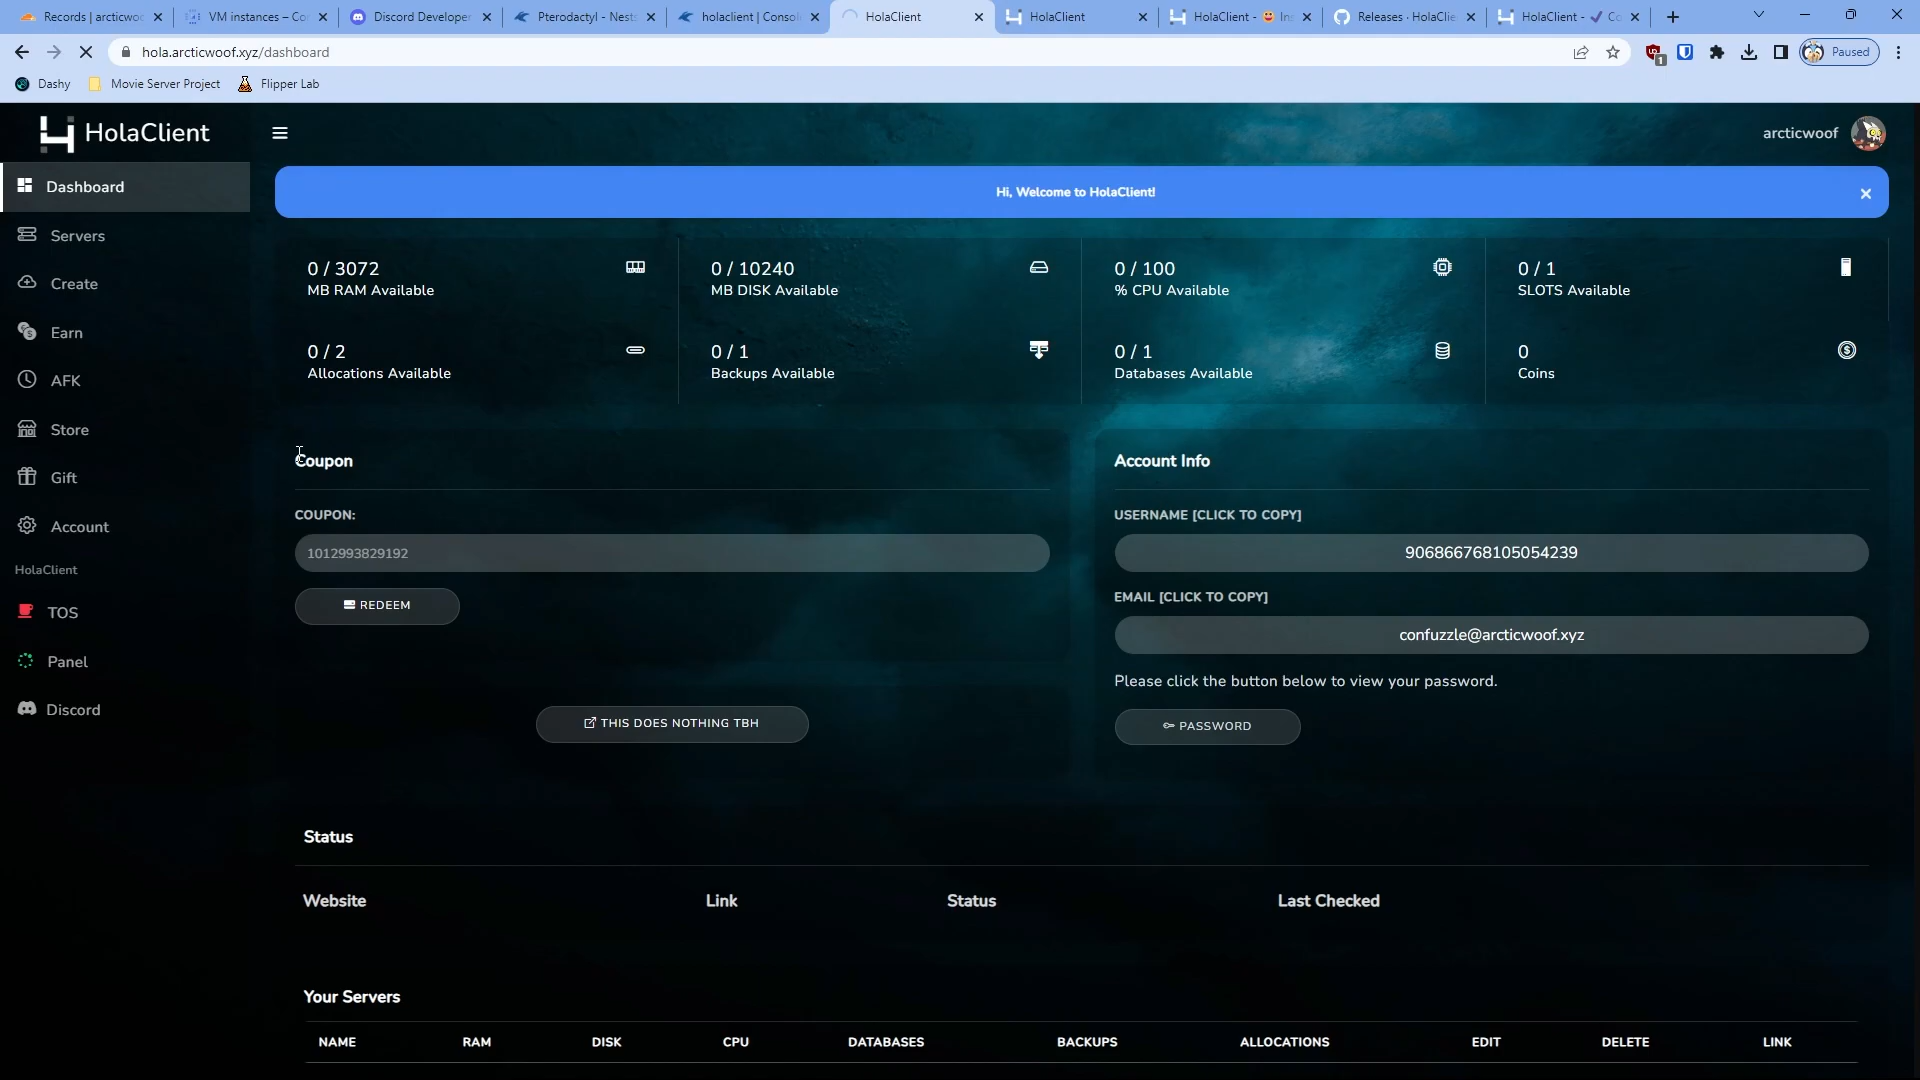 Records | arcticwoo
VM instances – Co
Discord Developer
Pterodactyl - Nests
holaclient | Consol
HolaClient
HolaClient
HolaClient - 😀 Ins
Releases · HolaClie
HolaClient - ✔ Co
hola.arcticwoof.xyz/dashboard
Paused
Dashy
Movie Server Project
Flipper Lab
HolaClient
arcticwoof
Dashboard
Servers
Create
Earn
AFK
Store
Gift
Account
HolaClient
TOS
Panel
Discord
Hi, Welcome to HolaClient!
0 / 3072
MB RAM Available
0 / 10240
MB DISK Available
0 / 100
% CPU Available
0 / 1
SLOTS Available
0 / 2
Allocations Available
0 / 1
Backups Available
0 / 1
Databases Available
0
Coins
Coupon
COUPON:
1012993829192
REDEEM
THIS DOES NOTHING TBH
Account Info
USERNAME [CLICK TO COPY]
906866768105054239
EMAIL [CLICK TO COPY]
confuzzle@arcticwoof.xyz
Please click the button below to view your password.
PASSWORD
Status
Website Link Status Last Checked
Your Servers
NAME RAM DISK CPU DATABASES BACKUPS ALLOCATIONS EDIT DELETE LINK